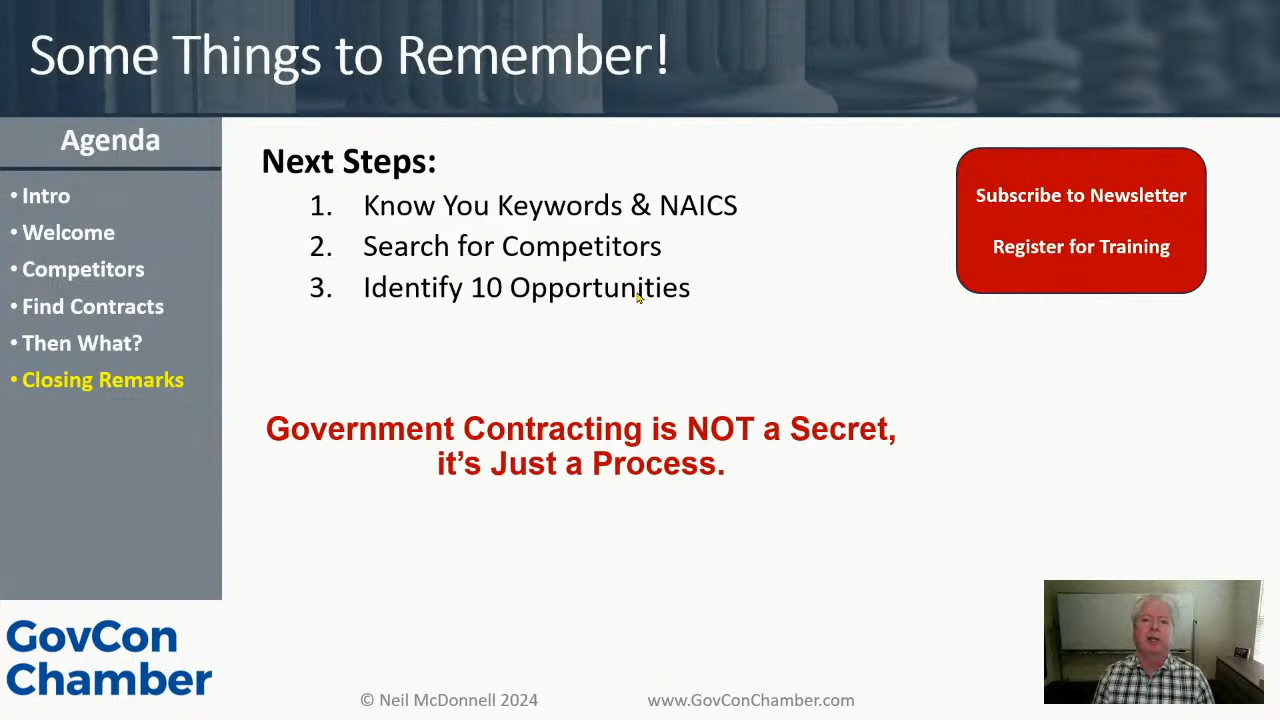 Some Things to Remember!
Agenda
• Intro
• Welcome
• Competitors
• Find Contracts
• Then What?
• Closing Remarks
Next Steps:
1. Know You Keywords & NAICS
2. Search for Competitors
3. Identify 10 Opportunities
Subscribe to Newsletter
Register for Training
Government Contracting is NOT a Secret,
it's Just a Process.
GovCon
Chamber
© Neil McDonnell 2024
www.GovConChamber.com